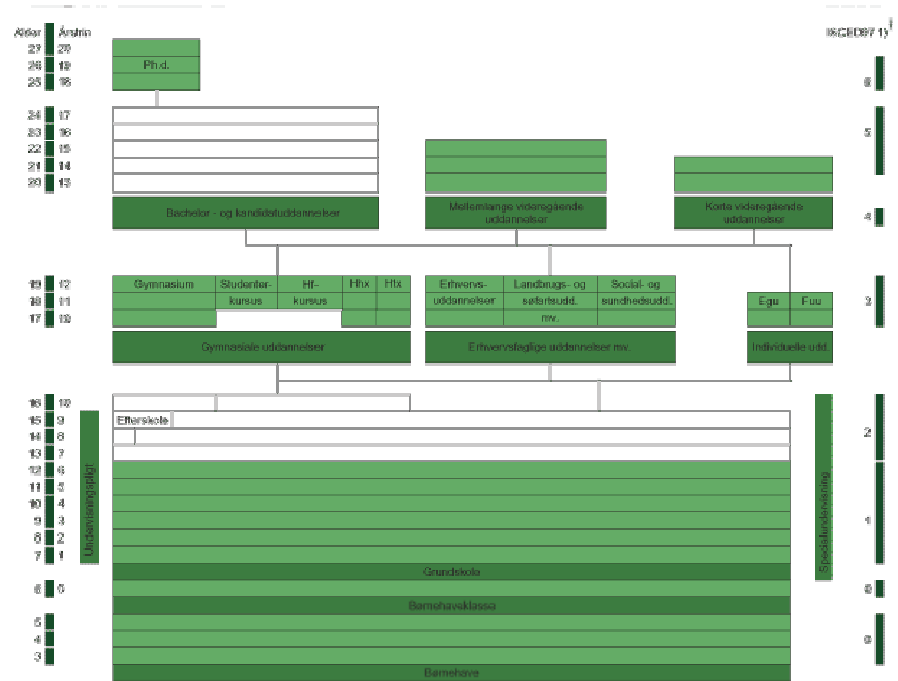 Alder Årstrin ISCED97 1)
27 20
26 19 Ph.d.
25 18 6
24 17
23 16 5
22 15
21 14
20 13
Bachelor - og kandidatuddannelser
Mellemlange videregående
uddannelser
Korte videregående
uddannelser
4
19 12
18 11
17 10
Gymnasium
Studenter-
kursus
Hf-
kursus
Hhx
Htx
Erhvervs-
uddannelser
Landbrugs- og
søfartsudd.
mv.
Social- og
sundhedsudd.
Egu
Fuu
3
Gymnasiale uddannelser
Erhvervsfaglige uddannelser mv.
Individuelle udd.
16 10
15 9 Efterskole
14 8 2
13 7
12 6
11 5
10 4
9 3 1
8 2
7 1
Undervisningspligt
Specialundervisning
Grundskole
6 0 0
Børnehaveklasse
5
4 0
3
Børnehave